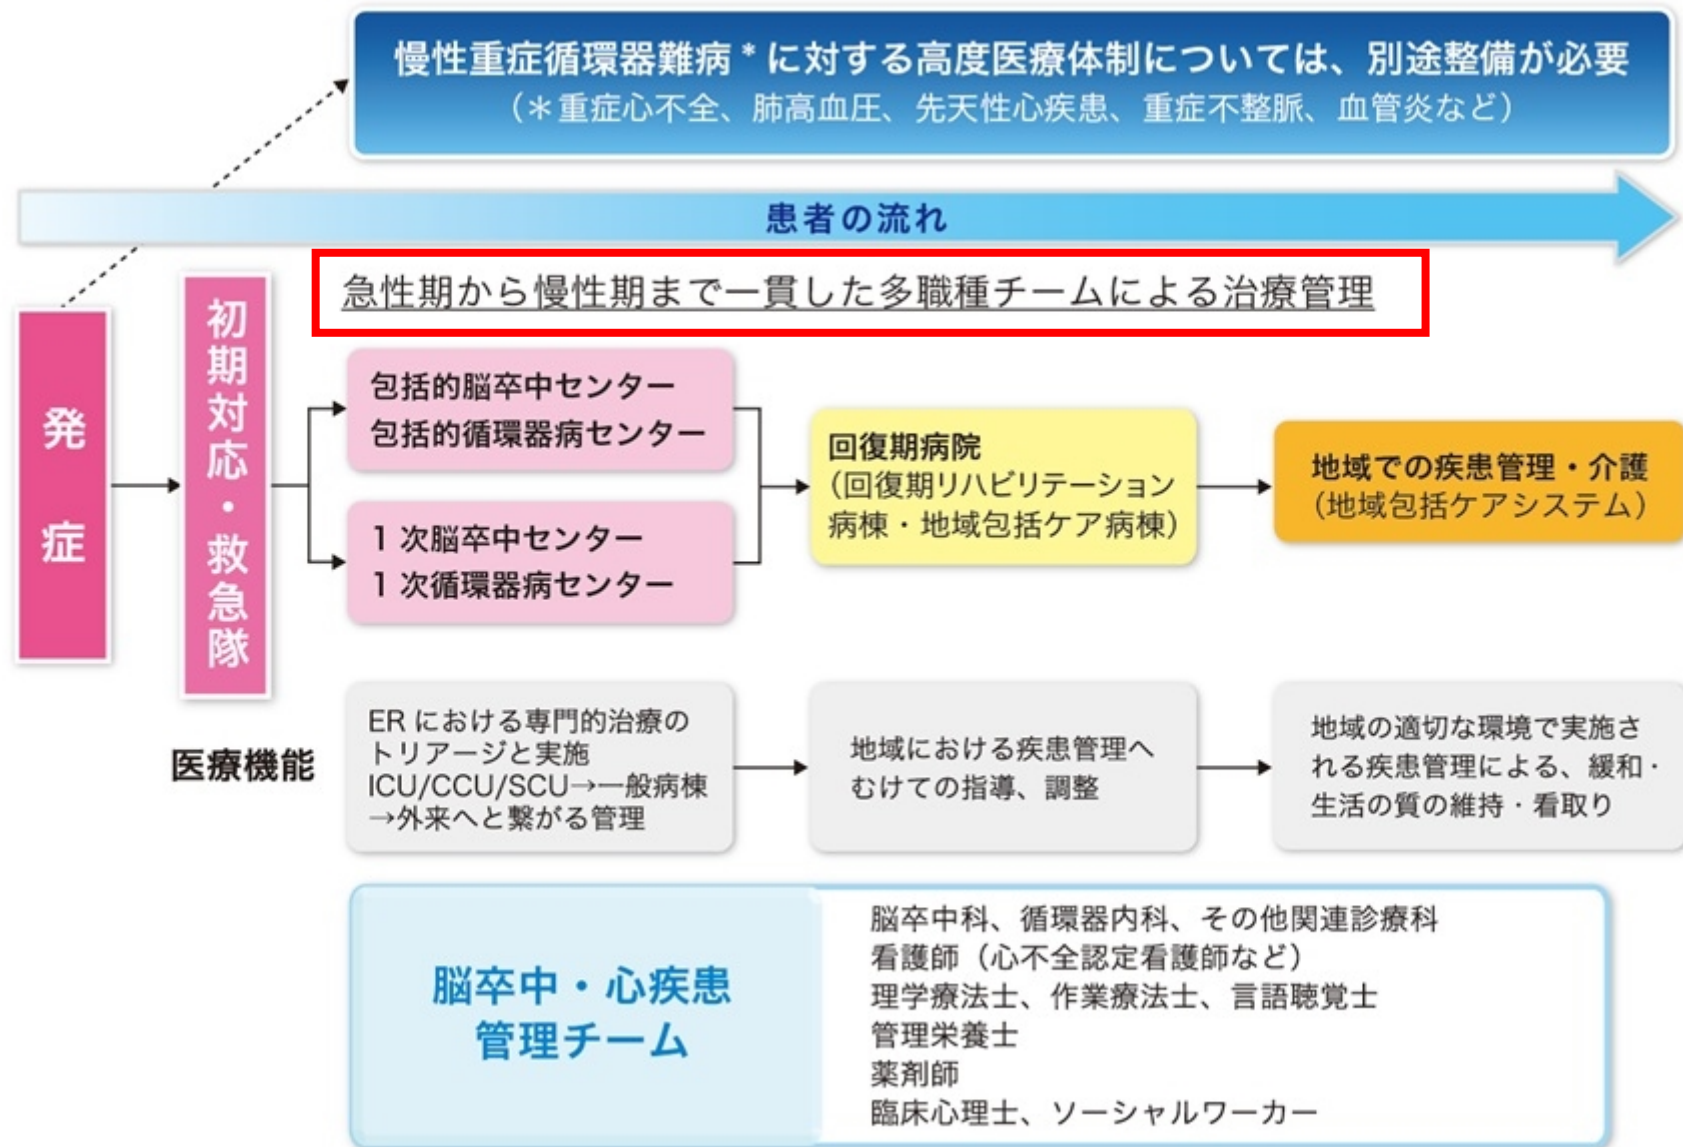 慢性重症循環器難病 * に対する高度医療体制については、別途整備が必要
（＊重症心不全、肺高血圧、先天性心疾患、重症不整脈、血管炎など）
患者の流れ
急性期から慢性期まで一貫した多職種チームによる治療管理
発症
初期対応・救急隊
包括的脳卒中センター
包括的循環器病センター
1 次脳卒中センター
1 次循環器病センター
回復期病院
（回復期リハビリテーション
病棟・地域包括ケア病棟）
地域での疾患管理・介護
（地域包括ケアシステム）
医療機能
ER における専門的治療の
トリアージと実施
ICU/CCU/SCU→一般病棟
→外来へと繋がる管理
地域における疾患管理へ
むけての指導、調整
地域の適切な環境で実施さ
れる疾患管理による、緩和・
生活の質の維持・看取り
脳卒中・心疾患
管理チーム
脳卒中科、循環器内科、その他関連診療科
看護師（心不全認定看護師など）
理学療法士、作業療法士、言語聴覚士
管理栄養士
薬剤師
臨床心理士、ソーシャルワーカー